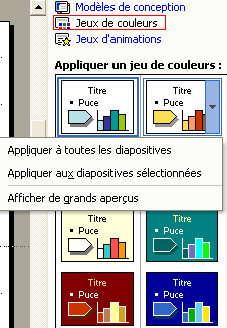 Modèles de conception
Jeux de couleurs
Jeux d'animations
Appliquer un jeu de couleurs :
Titre
• Puce
Titre
• Puce
Appliquer à toutes les diapositives
Appliquer aux diapositives sélectionnées
Afficher de grands aperçus
Titre
• Puce
Titre
• Puce
Titre
• Puce
Titre
• Puce